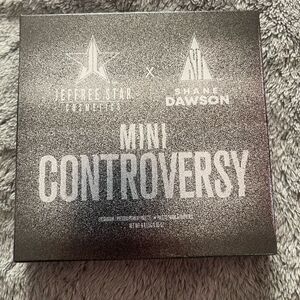 JEFFREE STAR
COSMETICS
X
SHANE
DAWSON
MINI
CONTROVERSY